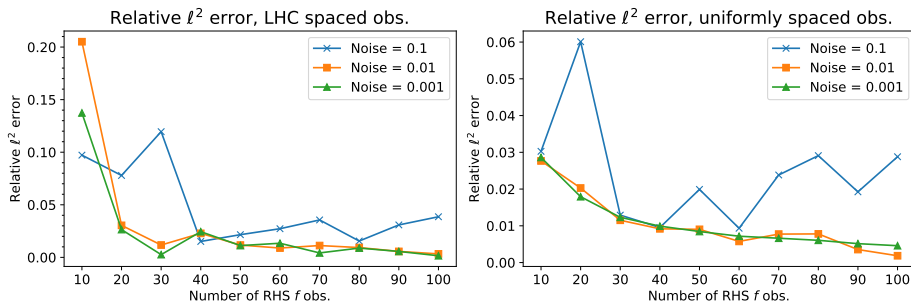 Relative ℓ² error, LHC spaced obs.
Relative ℓ² error
0.20
0.15
0.10
0.05
0.00
Noise = 0.1
Noise = 0.01
Noise = 0.001
10 20 30 40 50 60 70 80 90 100
Number of RHS f obs.
Relative ℓ² error, uniformly spaced obs.
Relative ℓ² error
0.06
0.05
0.04
0.03
0.02
0.01
0.00
Noise = 0.1
Noise = 0.01
Noise = 0.001
10 20 30 40 50 60 70 80 90 100
Number of RHS f obs.